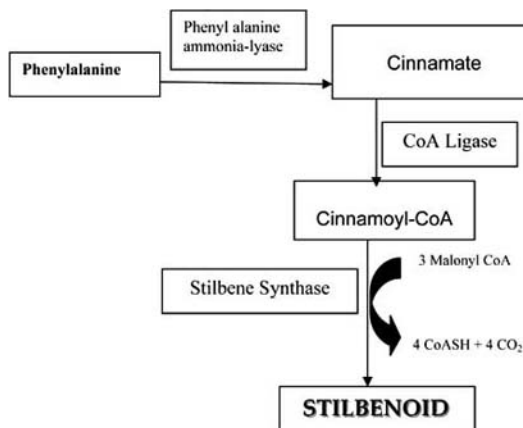 Phenyl alanine
ammonia-lyase
Phenylalanine
Cinnamate
CoA Ligase
Cinnamoyl-CoA
3 Malonyl CoA
Stilbene Synthase
4 CoASH + 4 CO₂
STILBENOID